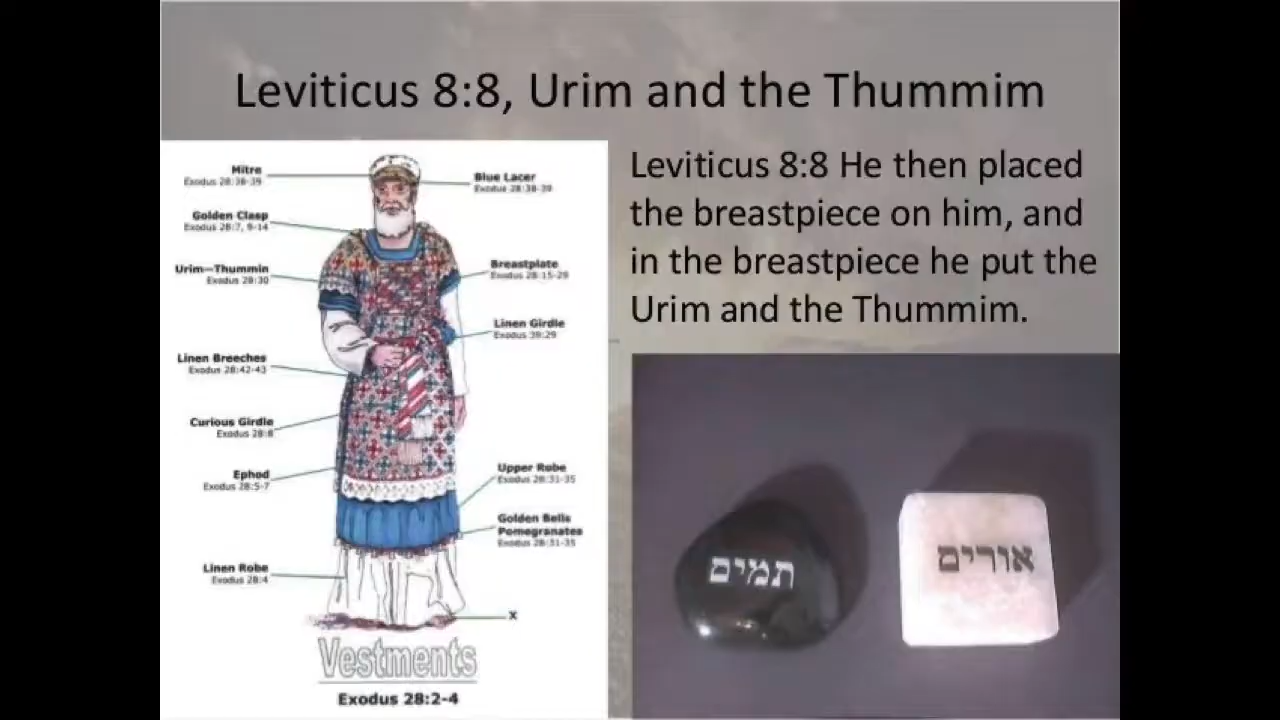 Leviticus 8:8, Urim and the Thummim
Mitre
Exodus 28:38-39
Golden Clasp
Exodus 28:7, 9-14
Urim—Thummin
Exodus 28:30
Linen Breeches
Exodus 28:42-43
Curious Girdle
Exodus 28:8
Ephod
Exodus 28:5-7
Linen Robe
Exodus 28:4
Blue Lacer
Exodus 28:38-39
Breastplate
Exodus 28:15-29
Linen Girdle
Exodus 39:29
Upper Robe
Exodus 28:31-35
Golden Bells
Pomegranates
Exodus 28:31-35
X
Vestments
Exodus 28:2-4
Leviticus 8:8 He then placed
the breastpiece on him, and
in the breastpiece he put the
Urim and the Thummim.
תמים
אורים